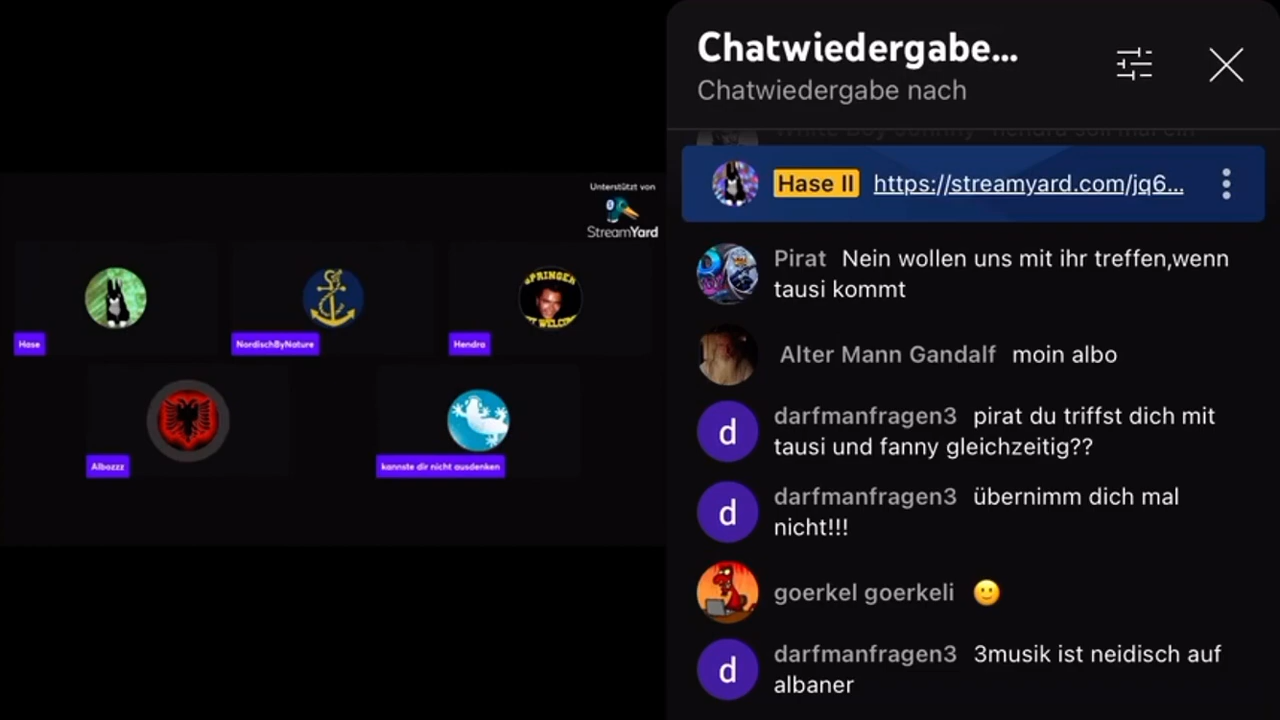 Unterstützt von
StreamYard
Hase
NordischByNature
Hendra
Albozzz
kannste dir nicht ausdenken
SPRINGER
WELC
Chatwiedergabe...
Chatwiedergabe nach
Hase II https://streamyard.com/jq6...
Pirat Nein wollen uns mit ihr treffen,wenn
tausi kommt
Alter Mann Gandalf moin albo
d darfmanfragen3 pirat du triffst dich mit
tausi und fanny gleichzeitig??
d darfmanfragen3 übernimm dich mal
nicht!!!
goerkel goerkeli 🙂
d darfmanfragen3 3musik ist neidisch auf
albaner